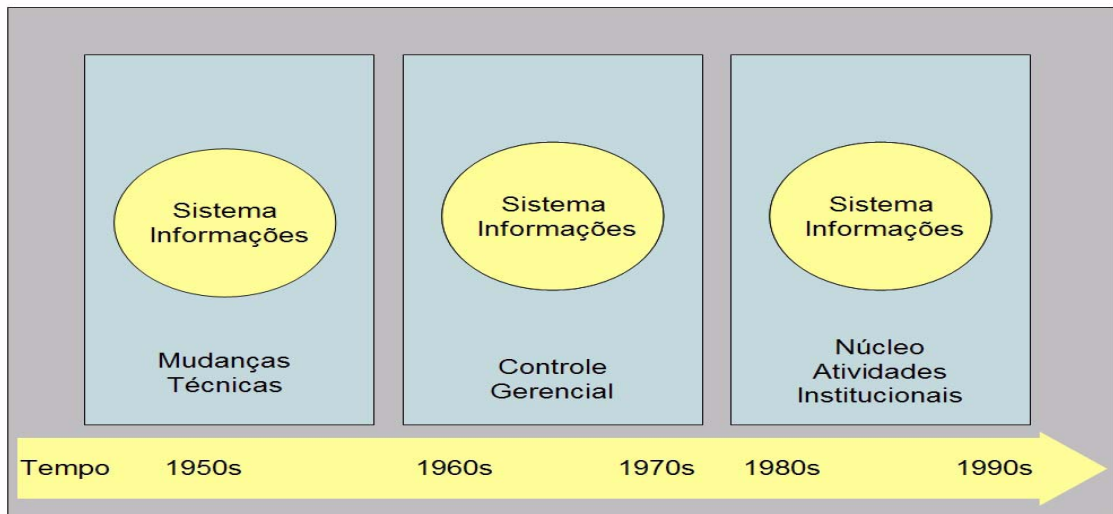 Sistema
Informações
Mudanças
Técnicas
Sistema
Informações
Controle
Gerencial
Sistema
Informações
Núcleo
Atividades
Institucionais
Tempo 1950s 1960s 1970s 1980s 1990s